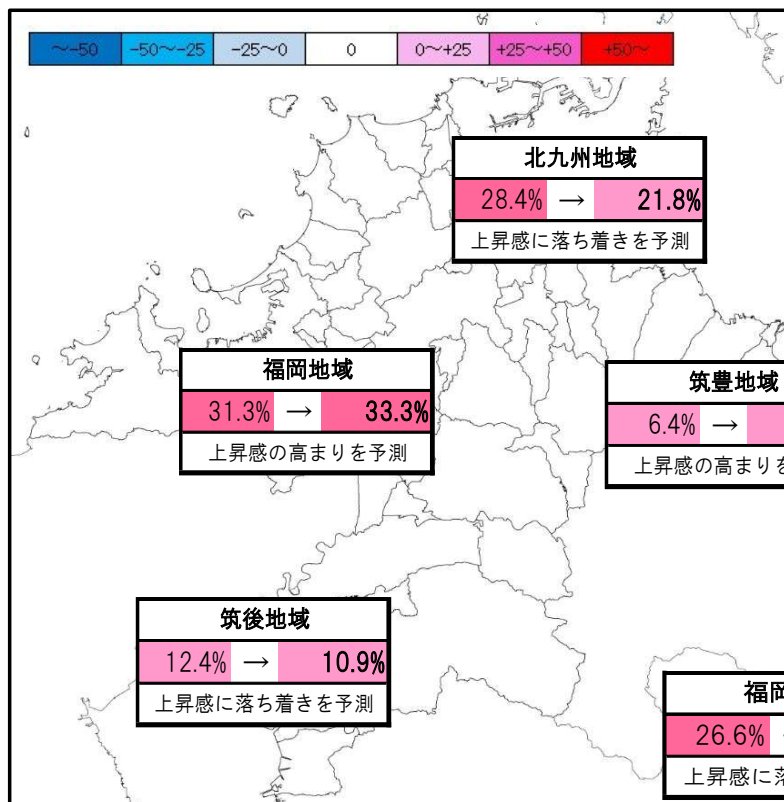 ～-50 -50～-25 -25～0 0 0～+25 +25～+50 +50～
北九州地域
28.4% → 21.8%
上昇感に落ち着きを予測
福岡地域
31.3% → 33.3%
上昇感の高まりを予測
筑豊地域
6.4% →
上昇感の高まりを
筑後地域
12.4% → 10.9%
上昇感に落ち着きを予測
福岡
26.6%
上昇感に落